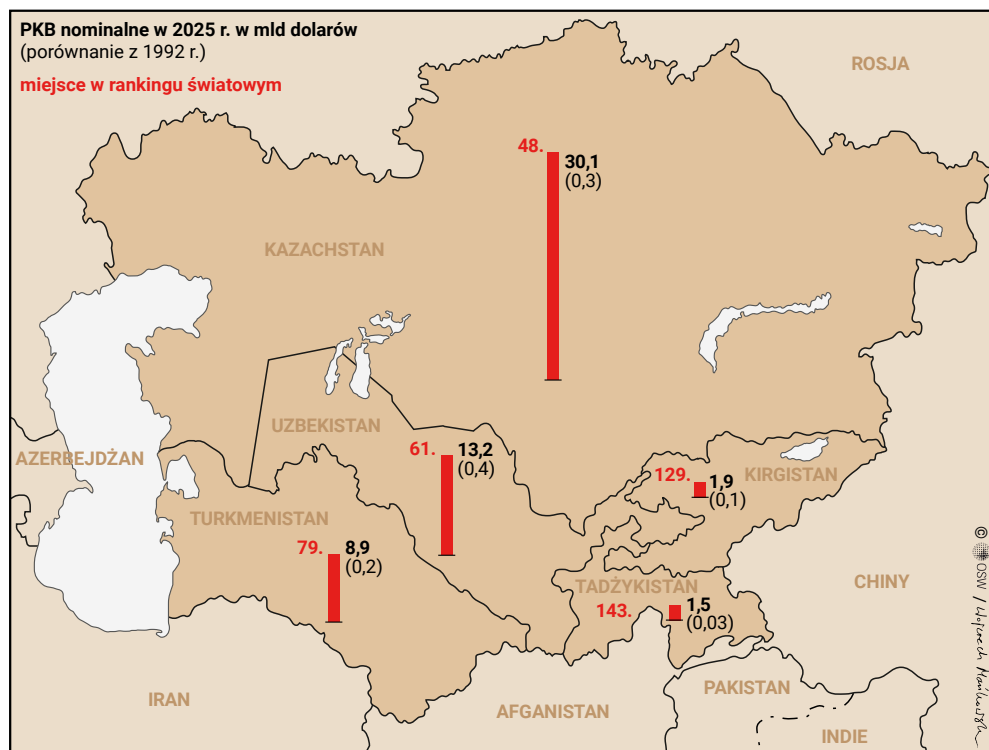 PKB nominalne w 2025 r. w mld dolarów
(porównanie z 1992 r.)
miejsce w rankingu światowym
ROSJA
48.
30,1
(0,3)
KAZACHSTAN
UZBEKISTAN
61.
13,2
(0,4)
AZERBEJDŻAN
129.
1,9
(0,1)
KIRGISTAN
TURKMENISTAN
79.
8,9
(0,2)
TADŻYKISTAN
143.
1,5
(0,03)
CHINY
IRAN
AFGANISTAN
PAKISTAN
INDIE
© OSW / Wojciech Mańkowski